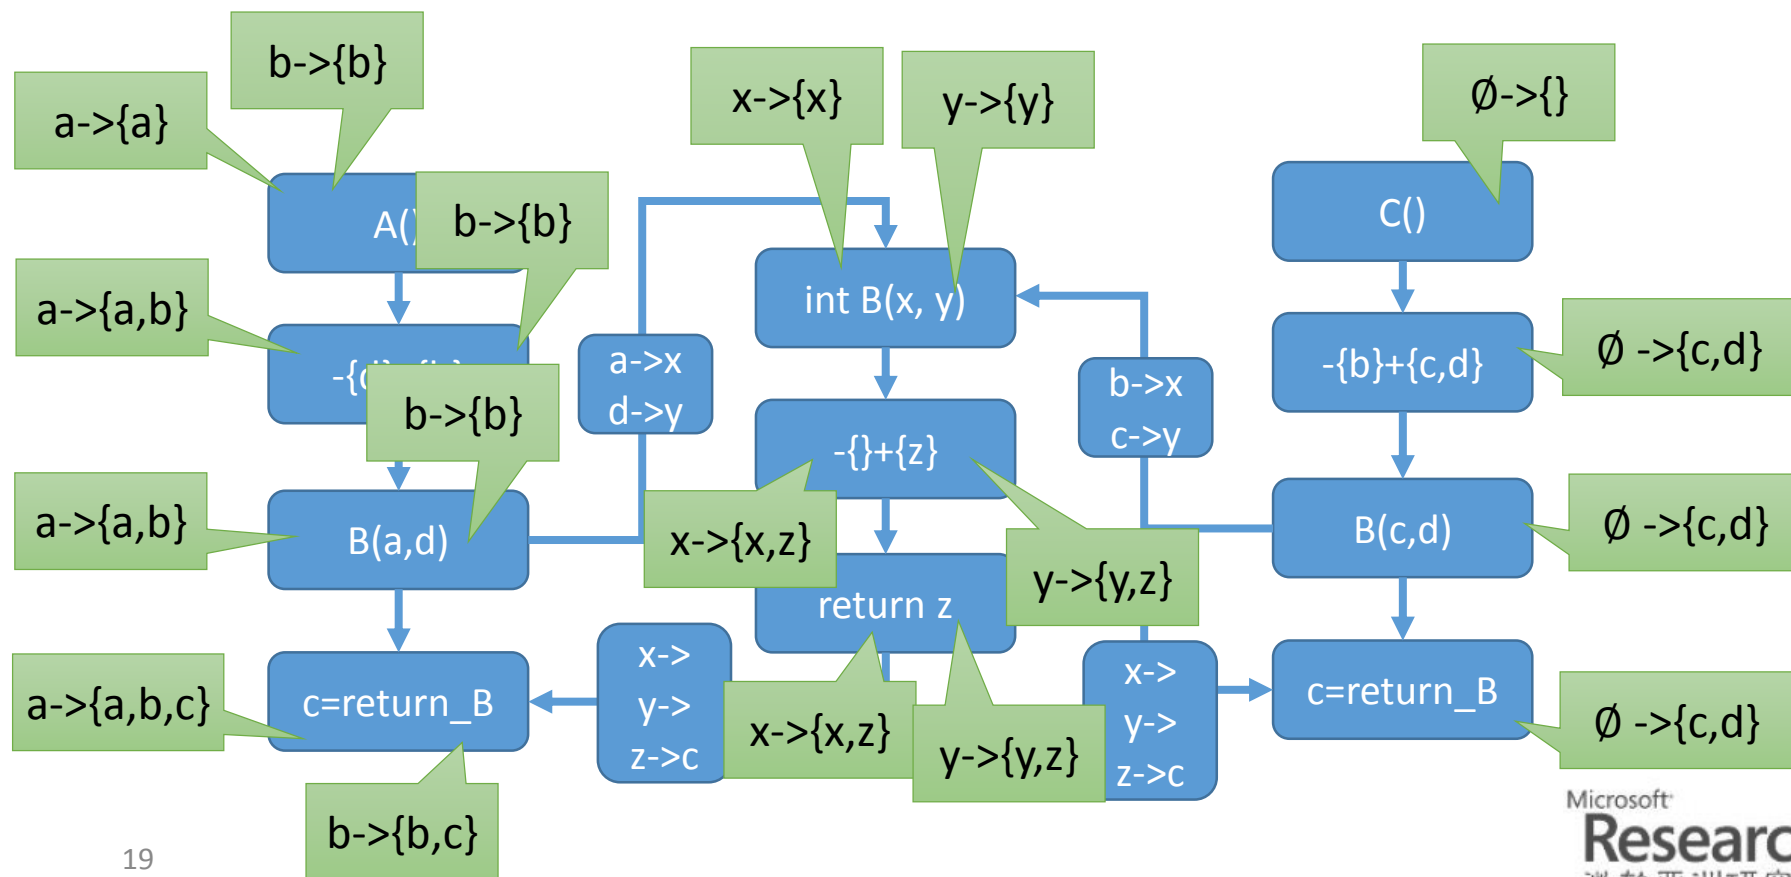 b->{b}
a->{a}
x->{x}
y->{y}
Ø->{}
A()
b->{b}
C()
int B(x, y)
a->{a,b}
a->x
d->y
b->x
c->y
-{b}+{c,d}
Ø ->{c,d}
b->{b}
-{}+{z}
a->{a,b}
B(a,d)
x->{x,z}
y->{y,z}
B(c,d)
Ø ->{c,d}
return z
a->{a,b,c}
c=return_B
x->
y->
z->c
x->{x,z}
y->{y,z}
x->
y->
z->c
c=return_B
Ø ->{c,d}
b->{b,c}
19
Microsoft
Researc